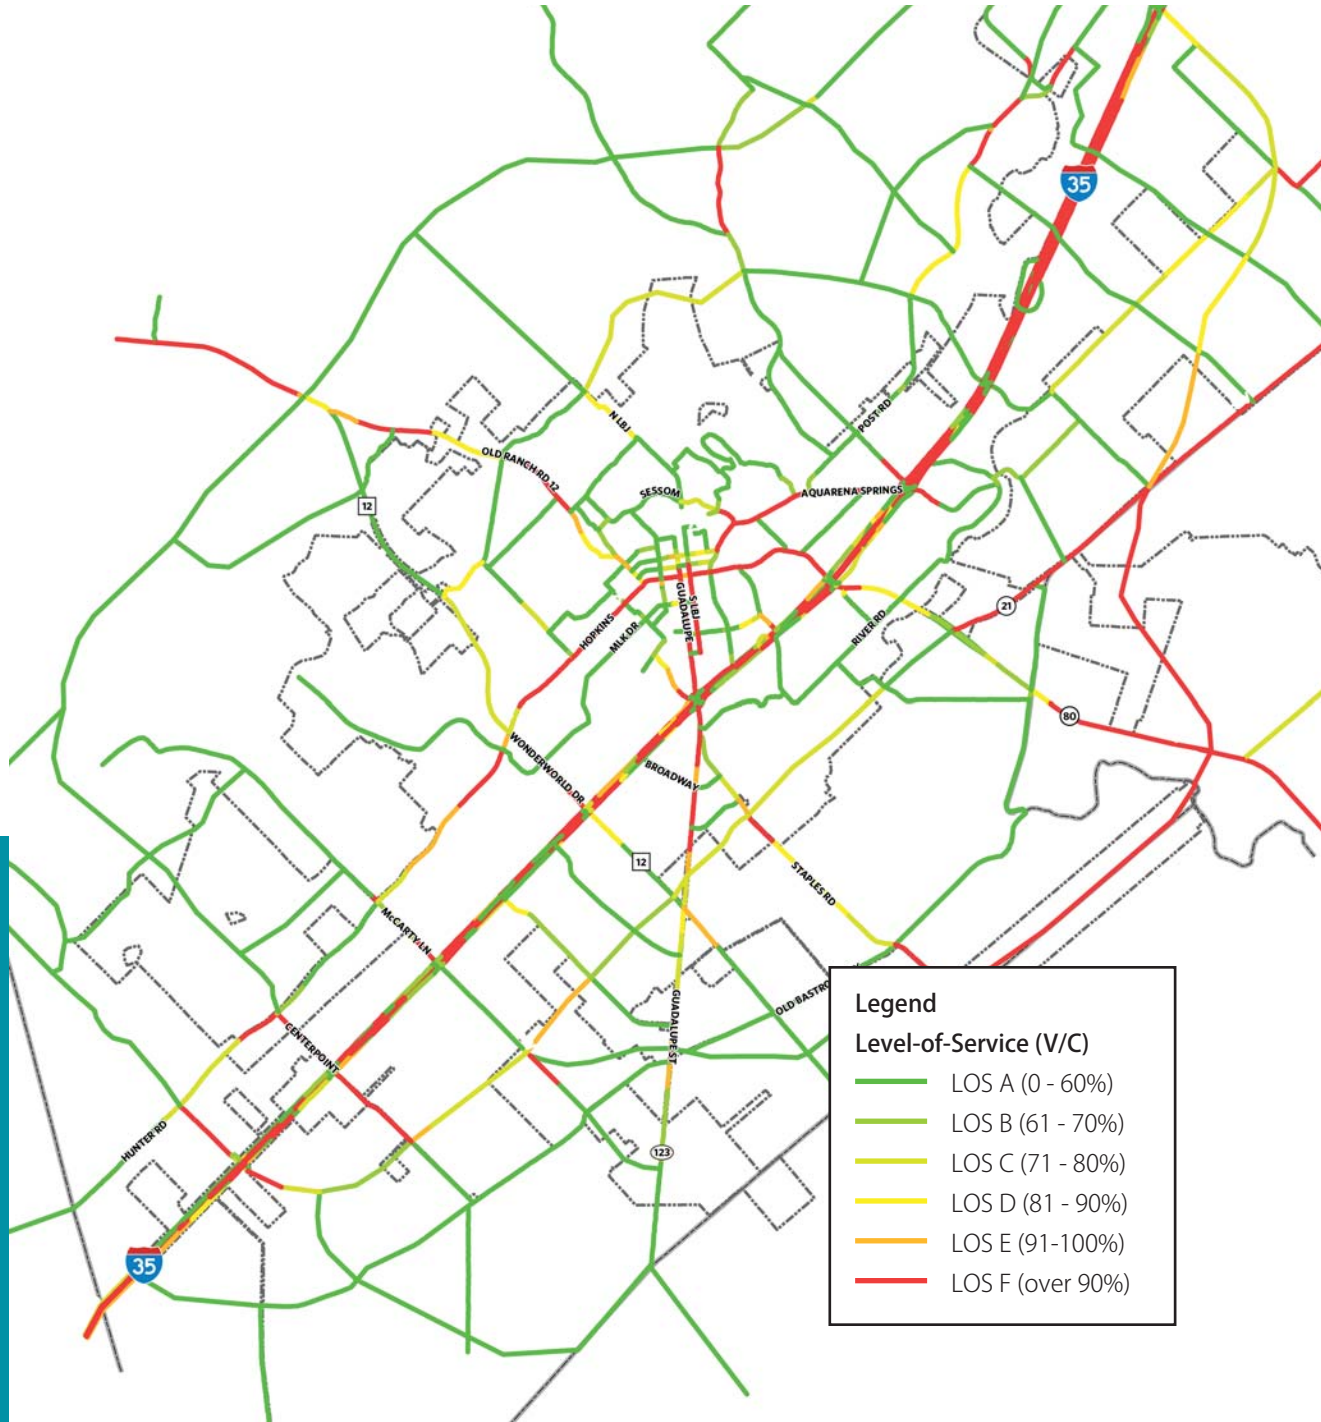 35
N LBJ
POST RD
OLD RANCH RD 12
SESSOM
AQUARENA SPRINGS
12
S LBJ
GUADALUPE
21
HOPKINS
MLK DR
RIVER RD
80
WONDERWORLD DR
BROADWAY
12
STAPLES RD
McCARTY LN
OLD BASTRO
GUADALUPE ST
CENTERPOINT
HUNTER RD
123
35
Legend
Level-of-Service (V/C)
LOS A (0 - 60%)
LOS B (61 - 70%)
LOS C (71 - 80%)
LOS D (81 - 90%)
LOS E (91-100%)
LOS F (over 90%)